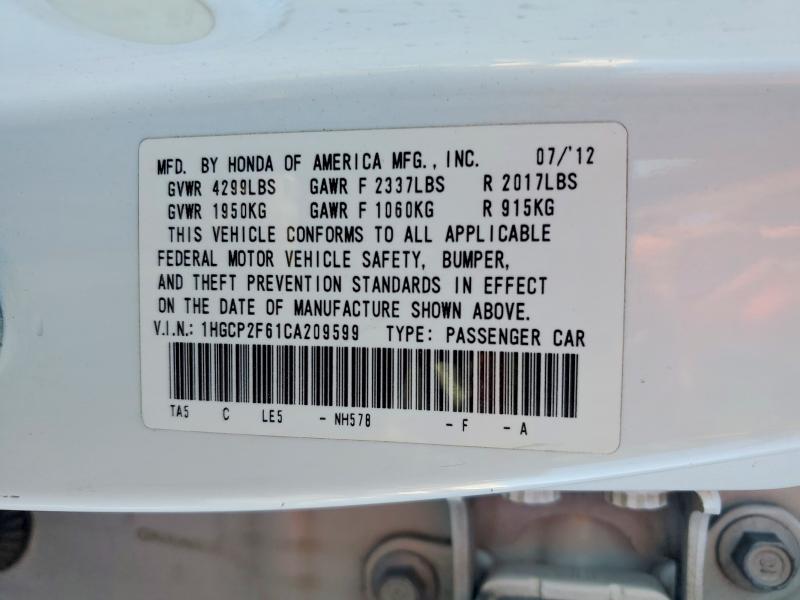 MFD. BY HONDA OF AMERICA MFG., INC. 07/'12
GVWR 4299LBS GAWR F 2337LBS R 2017LBS
GVWR 1950KG GAWR F 1060KG R 915KG
THIS VEHICLE CONFORMS TO ALL APPLICABLE
FEDERAL MOTOR VEHICLE SAFETY, BUMPER,
AND THEFT PREVENTION STANDARDS IN EFFECT
ON THE DATE OF MANUFACTURE SHOWN ABOVE.
V.I.N.: 1HGCP2F61CA209599 TYPE: PASSENGER CAR
TA5 C LE5 - NH578 - F - A